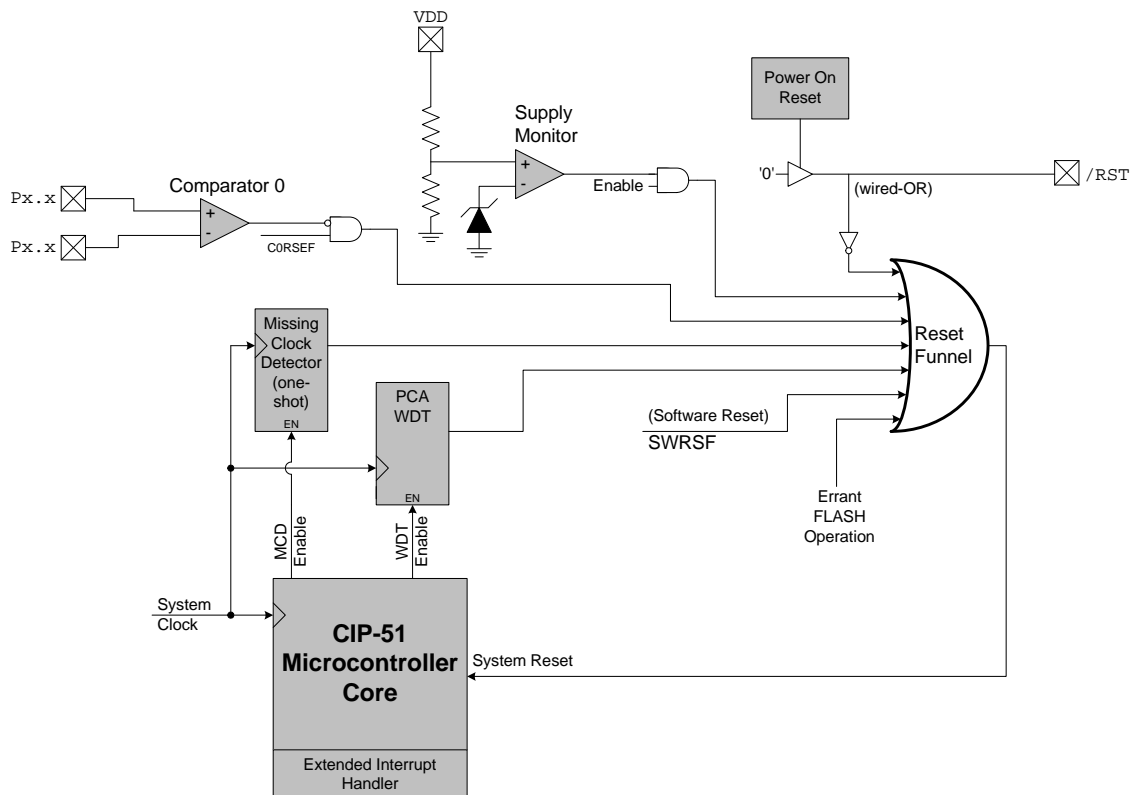 VDD
Power On
Reset
Supply
Monitor
+
-
Enable
'0'
(wired-OR)
/RST
Comparator 0
Px.x
Px.x
+
-
C0RSEF
Missing
Clock
Detector
(one-
shot)
EN
PCA
WDT
EN
Reset
Funnel
(Software Reset)
SWRSF
Errant
FLASH
Operation
MCD
Enable
WDT
Enable
System
Clock
CIP-51
Microcontroller
Core
System Reset
Extended Interrupt
Handler